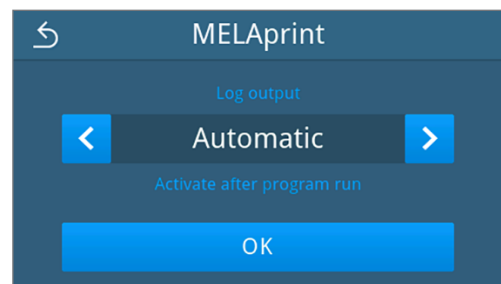 MELAprint
Log output
Automatic
Activate after program run
OK